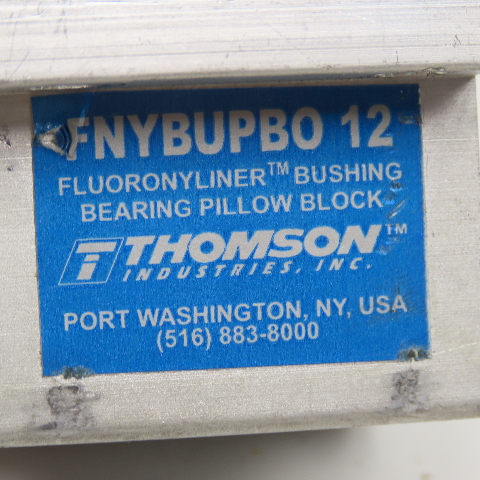 FNYBUPBO 12
FLUORONYLINER™ BUSHING
BEARING PILLOW BLOCK
THOMSON™
INDUSTRIES, INC.
PORT WASHINGTON, NY, USA
(516) 883-8000